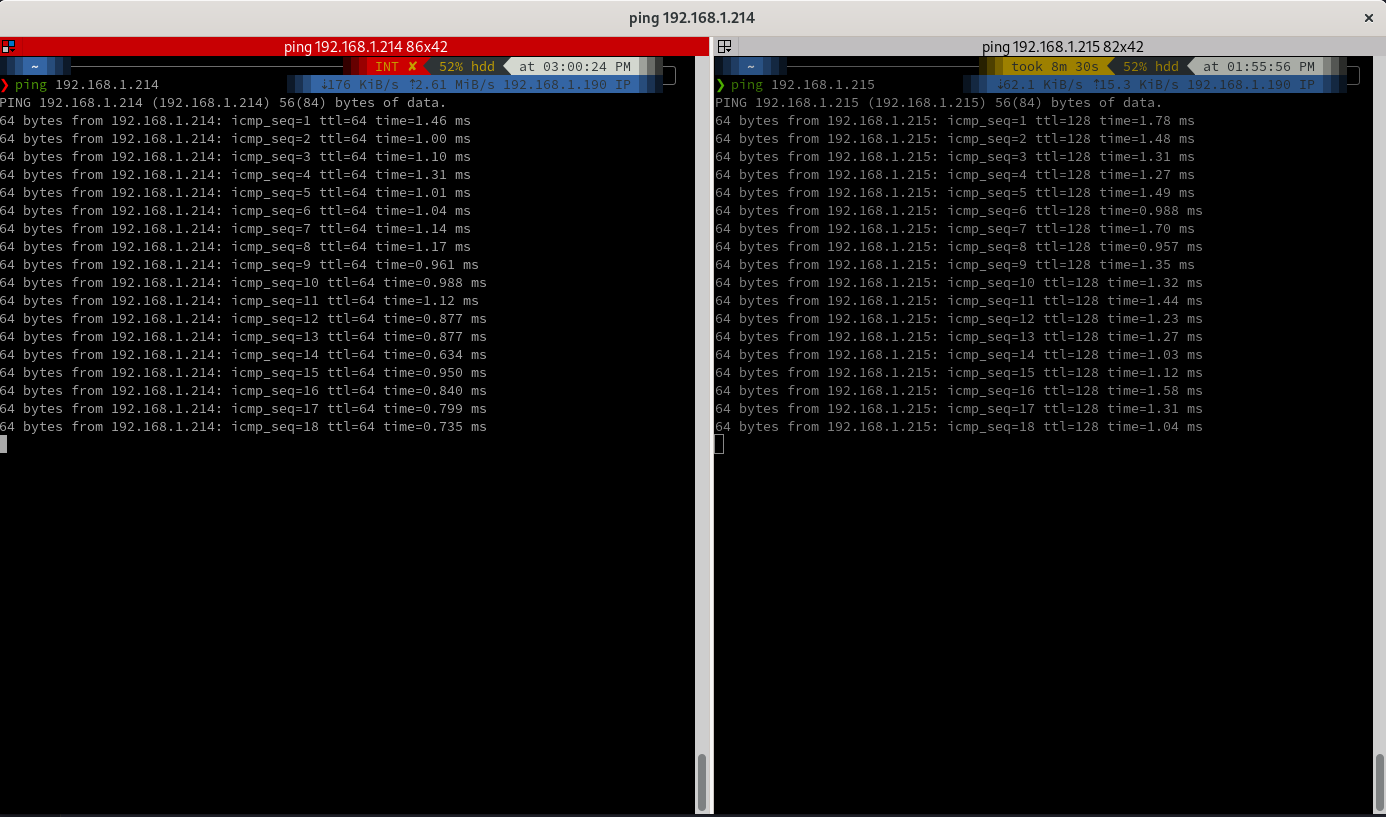 ping 192.168.1.214
ping 192.168.1.214 86x42
~ INT ✘ 52% hdd at 03:00:24 PM
❯ ping 192.168.1.214 ↓176 KiB/s ↑2.61 MiB/s 192.168.1.190 IP
PING 192.168.1.214 (192.168.1.214) 56(84) bytes of data.
64 bytes from 192.168.1.214: icmp_seq=1 ttl=64 time=1.46 ms
64 bytes from 192.168.1.214: icmp_seq=2 ttl=64 time=1.00 ms
64 bytes from 192.168.1.214: icmp_seq=3 ttl=64 time=1.10 ms
64 bytes from 192.168.1.214: icmp_seq=4 ttl=64 time=1.31 ms
64 bytes from 192.168.1.214: icmp_seq=5 ttl=64 time=1.01 ms
64 bytes from 192.168.1.214: icmp_seq=6 ttl=64 time=1.04 ms
64 bytes from 192.168.1.214: icmp_seq=7 ttl=64 time=1.14 ms
64 bytes from 192.168.1.214: icmp_seq=8 ttl=64 time=1.17 ms
64 bytes from 192.168.1.214: icmp_seq=9 ttl=64 time=0.961 ms
64 bytes from 192.168.1.214: icmp_seq=10 ttl=64 time=0.988 ms
64 bytes from 192.168.1.214: icmp_seq=11 ttl=64 time=1.12 ms
64 bytes from 192.168.1.214: icmp_seq=12 ttl=64 time=0.877 ms
64 bytes from 192.168.1.214: icmp_seq=13 ttl=64 time=0.877 ms
64 bytes from 192.168.1.214: icmp_seq=14 ttl=64 time=0.634 ms
64 bytes from 192.168.1.214: icmp_seq=15 ttl=64 time=0.950 ms
64 bytes from 192.168.1.214: icmp_seq=16 ttl=64 time=0.840 ms
64 bytes from 192.168.1.214: icmp_seq=17 ttl=64 time=0.799 ms
64 bytes from 192.168.1.214: icmp_seq=18 ttl=64 time=0.735 ms
ping 192.168.1.215 82x42
~ took 8m 30s 52% hdd at 01:55:56 PM
❯ ping 192.168.1.215 ↓62.1 KiB/s ↑15.3 KiB/s 192.168.1.190 IP
PING 192.168.1.215 (192.168.1.215) 56(84) bytes of data.
64 bytes from 192.168.1.215: icmp_seq=1 ttl=128 time=1.78 ms
64 bytes from 192.168.1.215: icmp_seq=2 ttl=128 time=1.48 ms
64 bytes from 192.168.1.215: icmp_seq=3 ttl=128 time=1.31 ms
64 bytes from 192.168.1.215: icmp_seq=4 ttl=128 time=1.27 ms
64 bytes from 192.168.1.215: icmp_seq=5 ttl=128 time=1.49 ms
64 bytes from 192.168.1.215: icmp_seq=6 ttl=128 time=0.988 ms
64 bytes from 192.168.1.215: icmp_seq=7 ttl=128 time=1.70 ms
64 bytes from 192.168.1.215: icmp_seq=8 ttl=128 time=0.957 ms
64 bytes from 192.168.1.215: icmp_seq=9 ttl=128 time=1.35 ms
64 bytes from 192.168.1.215: icmp_seq=10 ttl=128 time=1.32 ms
64 bytes from 192.168.1.215: icmp_seq=11 ttl=128 time=1.44 ms
64 bytes from 192.168.1.215: icmp_seq=12 ttl=128 time=1.23 ms
64 bytes from 192.168.1.215: icmp_seq=13 ttl=128 time=1.27 ms
64 bytes from 192.168.1.215: icmp_seq=14 ttl=128 time=1.03 ms
64 bytes from 192.168.1.215: icmp_seq=15 ttl=128 time=1.12 ms
64 bytes from 192.168.1.215: icmp_seq=16 ttl=128 time=1.58 ms
64 bytes from 192.168.1.215: icmp_seq=17 ttl=128 time=1.31 ms
64 bytes from 192.168.1.215: icmp_seq=18 ttl=128 time=1.04 ms